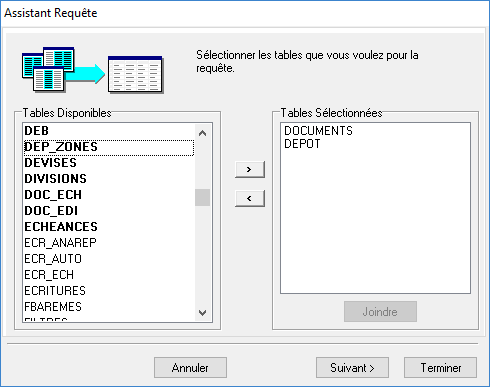 Assistant Requête
Sélectionner les tables que vous voulez pour la
requête.
Tables Disponibles
DEB
DEP_ZONES
DEVISES
DIVISIONS
DOC_ECH
DOC_EDI
ECHEANCES
ECR_ANAREP
ECR_AUTO
ECR_ECH
ECRITURES
FBAREMES
FILTRES
>
<
Tables Sélectionnées
DOCUMENTS
DEPOT
Joindre
Annuler
Suivant >
Terminer